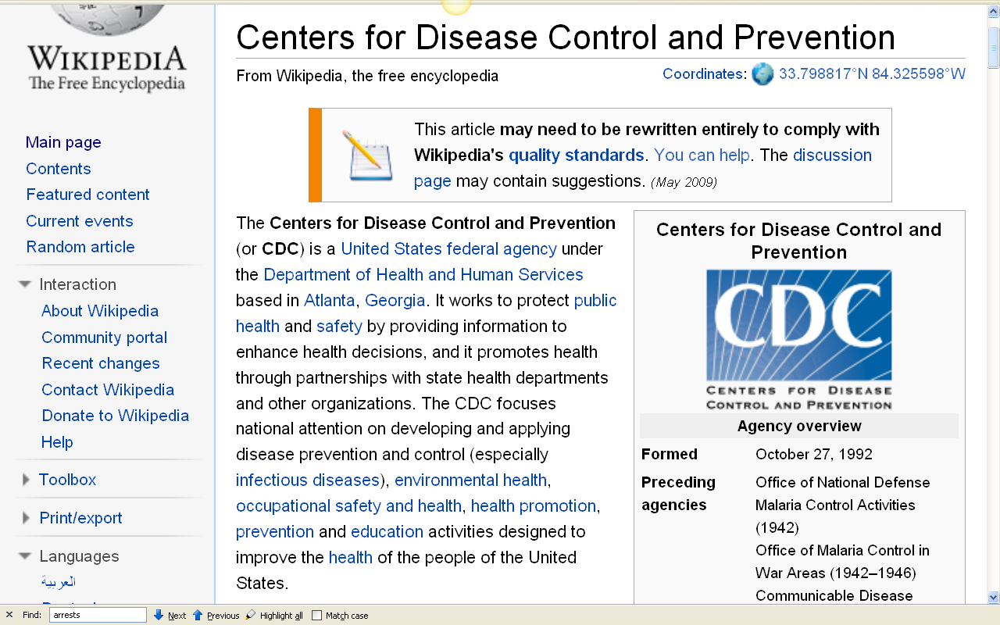 WIKIPEDIA
The Free Encyclopedia
Main page
Contents
Featured content
Current events
Random article
Interaction
About Wikipedia
Community portal
Recent changes
Contact Wikipedia
Donate to Wikipedia
Help
Toolbox
Print/export
Languages
العربية
Centers for Disease Control and Prevention
From Wikipedia, the free encyclopedia
Coordinates: 33.798817°N 84.325598°W
This article may need to be rewritten entirely to comply with
Wikipedia's quality standards. You can help. The discussion
page may contain suggestions. (May 2009)
The Centers for Disease Control and Prevention
(or CDC) is a United States federal agency under
the Department of Health and Human Services
based in Atlanta, Georgia. It works to protect public
health and safety by providing information to
enhance health decisions, and it promotes health
through partnerships with state health departments
and other organizations. The CDC focuses
national attention on developing and applying
disease prevention and control (especially
infectious diseases), environmental health,
occupational safety and health, health promotion,
prevention and education activities designed to
improve the health of the people of the United
States.
Centers for Disease Control and
Prevention
CDC
CENTERS FOR DISEASE
CONTROL AND PREVENTION
Agency overview
Formed October 27, 1992
Preceding Office of National Defense
agencies Malaria Control Activities
(1942)
Office of Malaria Control in
War Areas (1942–1946)
Communicable Disease
Find: arrests Next Previous Highlight all Match case